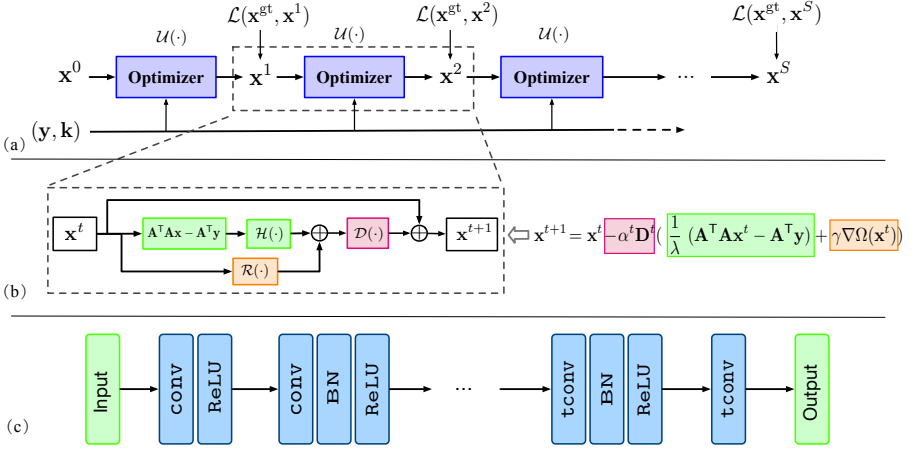 ℒ(x^gt, x^1) ℒ(x^gt, x^2) ℒ(x^gt, x^S)
𝒰(·) 𝒰(·) 𝒰(·)
x^0 Optimizer x^1 Optimizer x^2 Optimizer ... x^S
(y, k)
(a)
x^t A^T Ax − A^T y ℋ(·) 𝒟(·) x^{t+1} x^{t+1} = x^t −α^t D^t ( 1/λ (A^T Ax^t − A^T y) + γ∇Ω(x^t))
ℛ(·)
(b)
Input conv ReLU conv BN ReLU ... tconv BN ReLU tconv Output
(c)